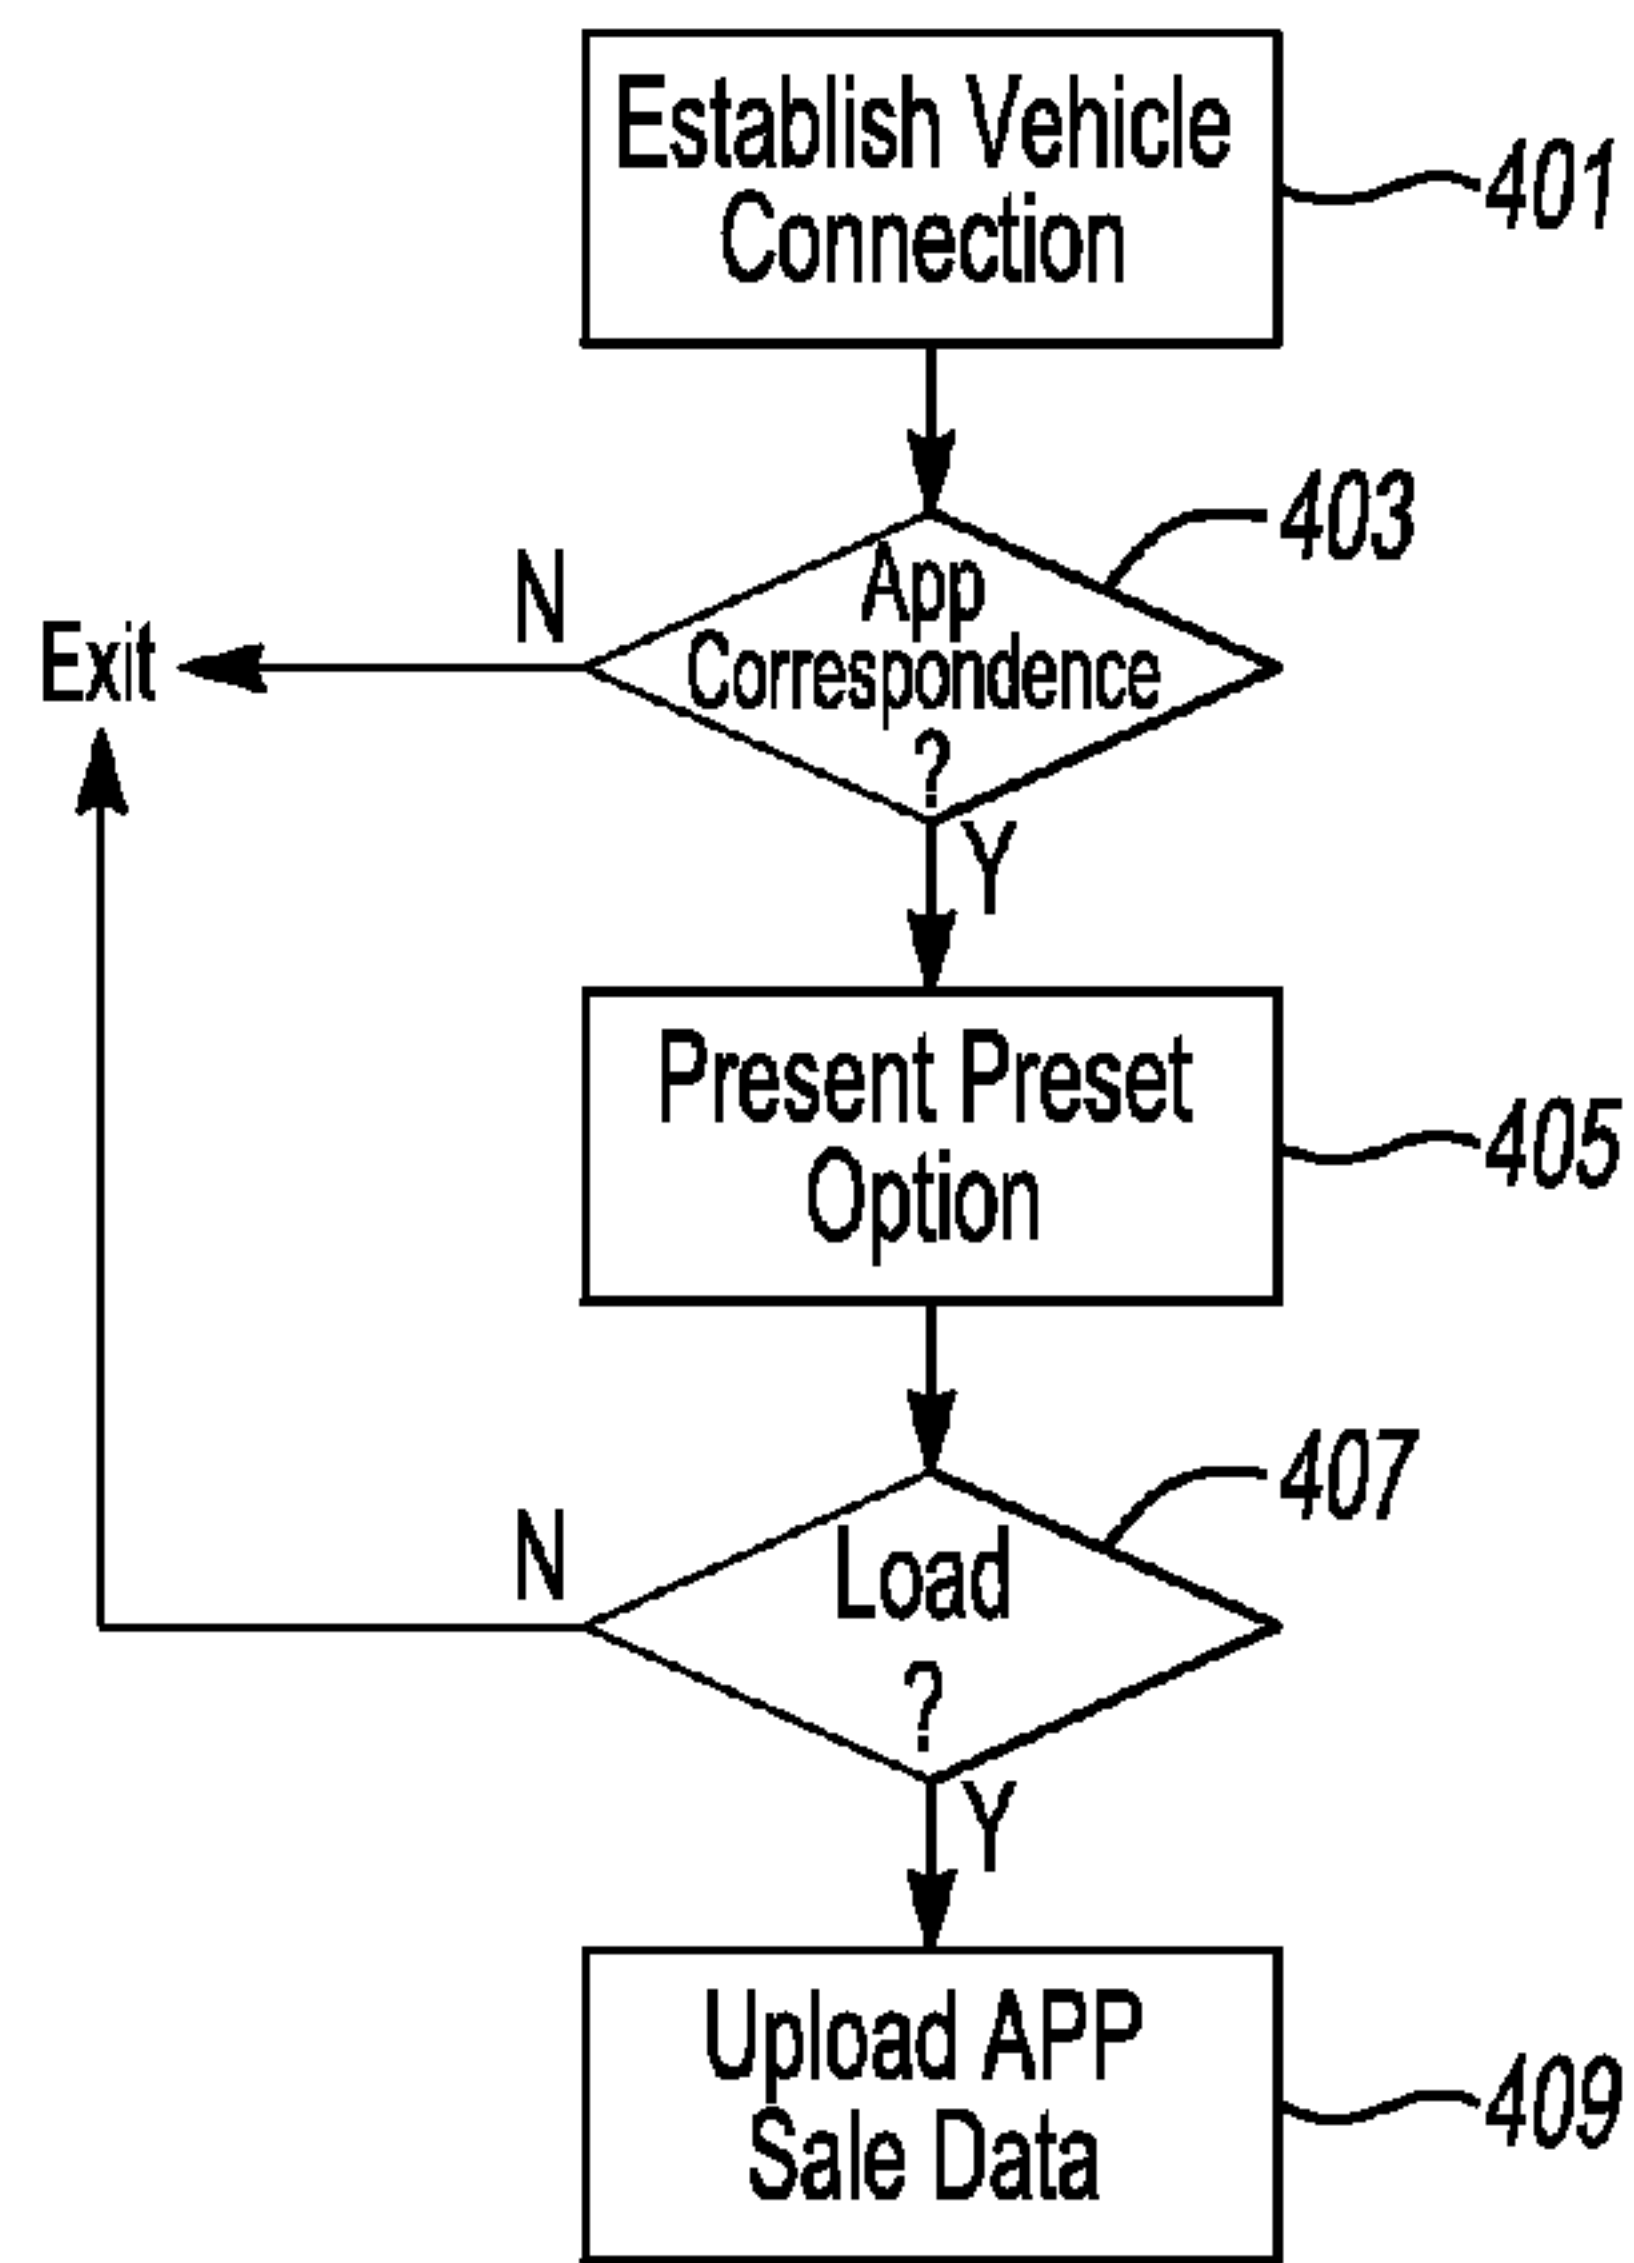 Establish Vehicle
Connection
401
403
N
App
Correspondence
?
Exit
Y
Present Preset
Option
405
407
N
Load
?
Y
Upload APP
Sale Data
409